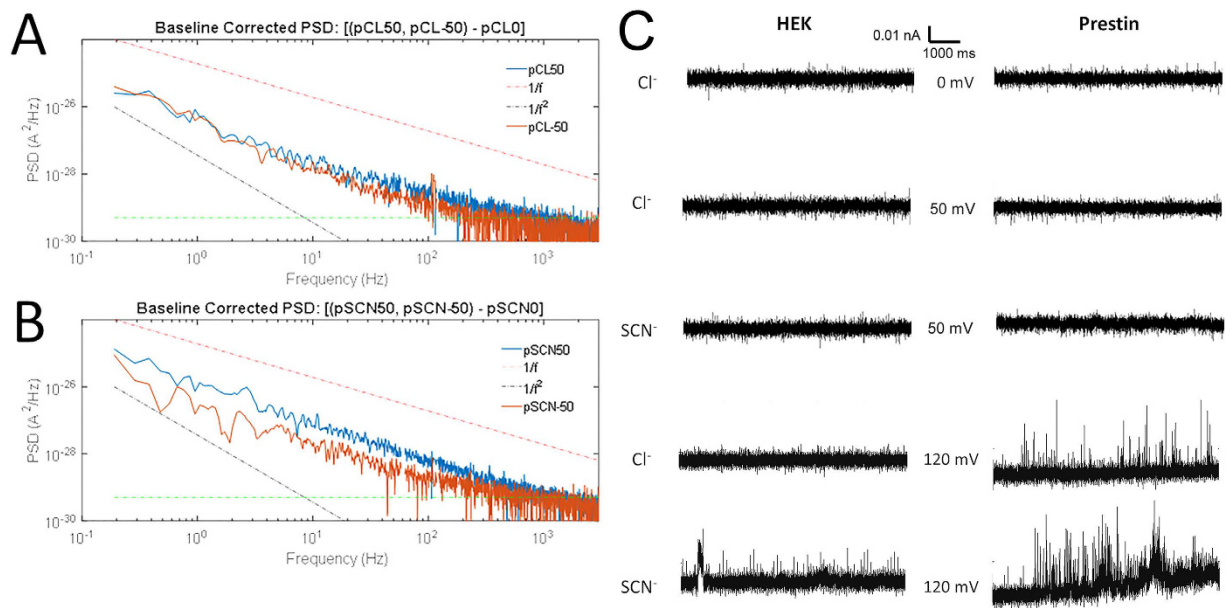 A
Baseline Corrected PSD: [(pCL50, pCL-50) - pCL0]
pCL50
1/f
1/f²
pCL-50
PSD (A²/Hz)
10⁻²⁶
10⁻²⁸
10⁻³⁰
10⁻¹
10⁰
10¹
10²
10³
Frequency (Hz)
B
Baseline Corrected PSD: [(pSCN50, pSCN-50) - pSCN0]
pSCN50
1/f
1/f²
pSCN-50
PSD (A²/Hz)
10⁻²⁶
10⁻²⁸
10⁻³⁰
10⁻¹
10⁰
10¹
10²
10³
Frequency (Hz)
C
HEK
0.01 nA
1000 ms
Prestin
Cl⁻
0 mV
Cl⁻
50 mV
SCN⁻
50 mV
Cl⁻
120 mV
SCN⁻
120 mV